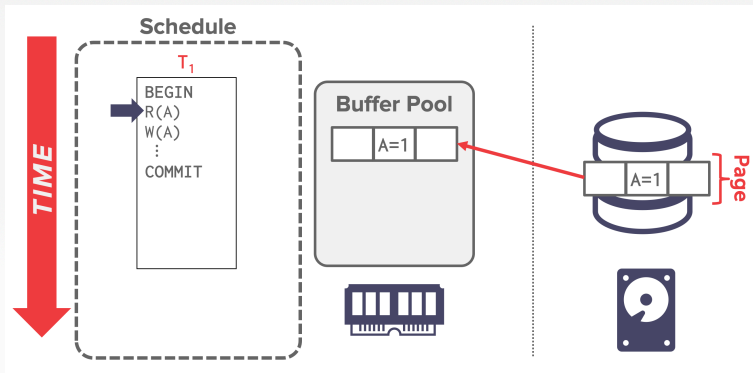 Schedule
TIME
T₁
BEGIN
R(A)
W(A)
⋮
COMMIT
Buffer Pool
A=1
A=1
Page